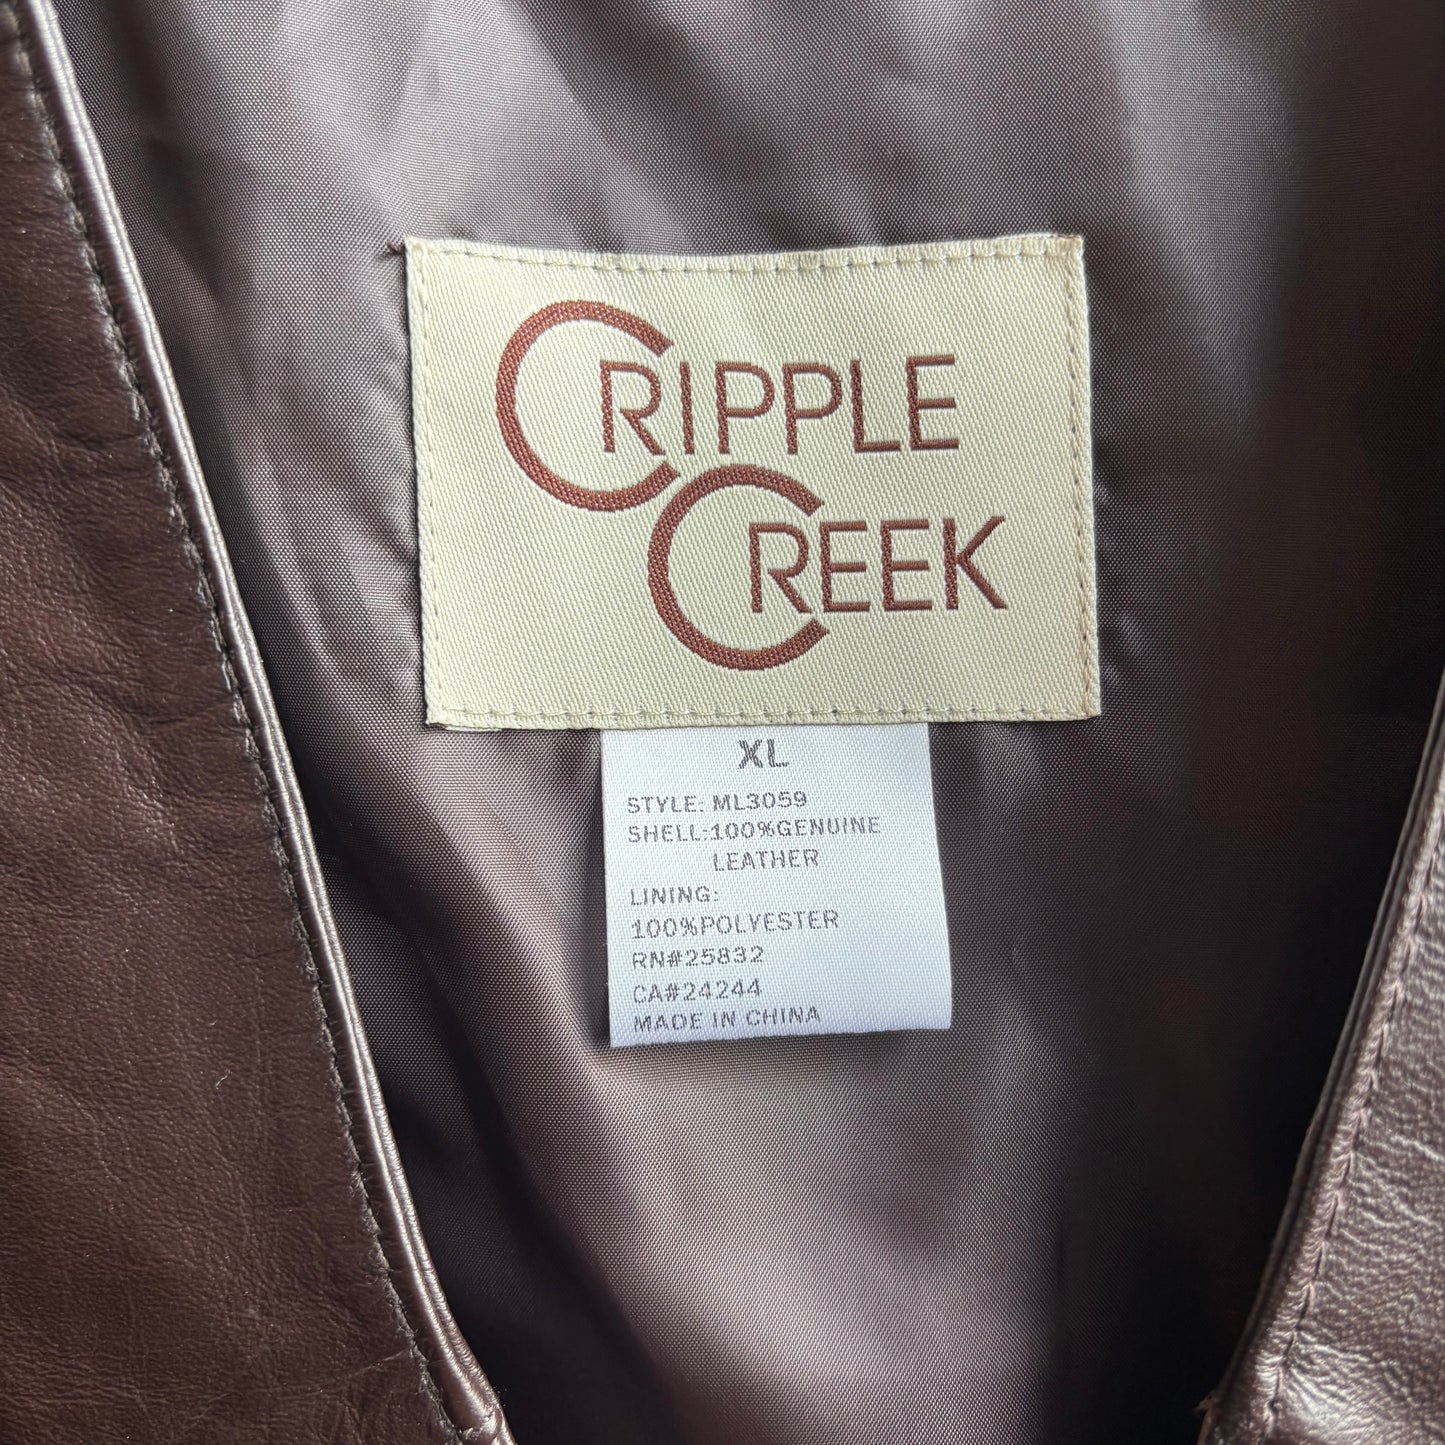 CRIPPLE
CREEK
XL
STYLE: ML3059
SHELL:100%GENUINE
LEATHER
LINING:
100%POLYESTER
RN#25832
CA#24244
MADE IN CHINA